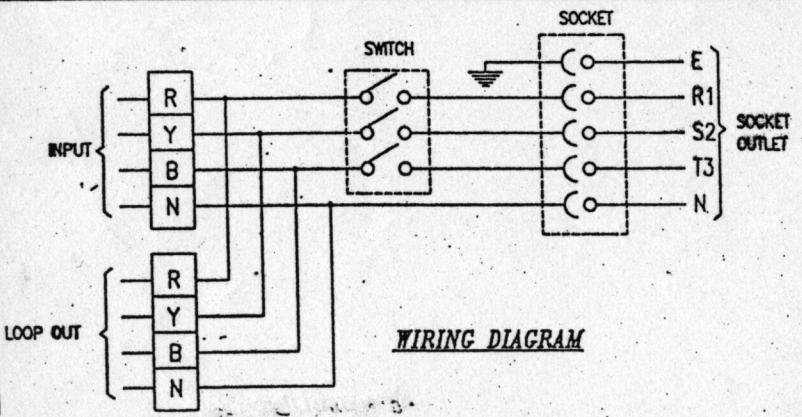 SOCKET
SWITCH
E
R R1
Y S2
INPUT
SOCKET
OUTLET
B T3
N N
R
Y
LOOP OUT
B
N
WIRING DIAGRAM